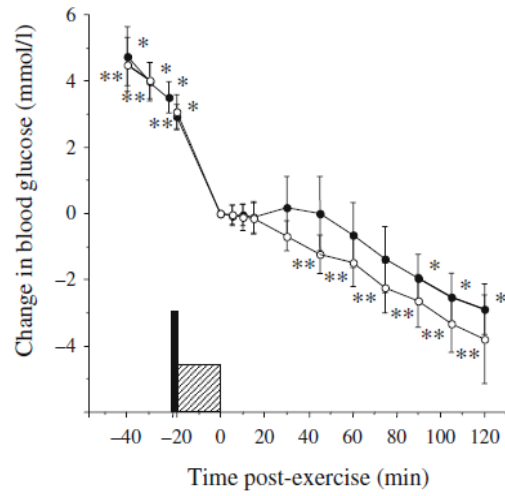 Change in blood glucose (mmol/l)
6
4
2
0
−2
−4
* * * *
** ** **
** ** ** ** ** ** **
* * *
−40 −20 0 20 40 60 80 100 120
Time post-exercise (min)